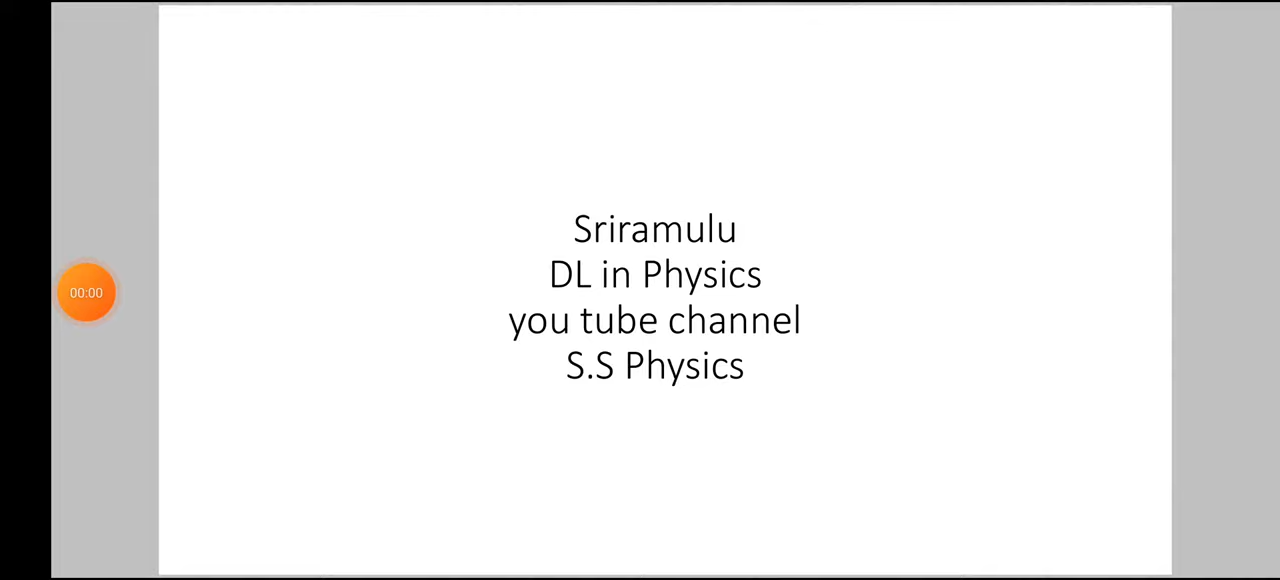 Sriramulu
DL in Physics
you tube channel
S.S Physics
00:00